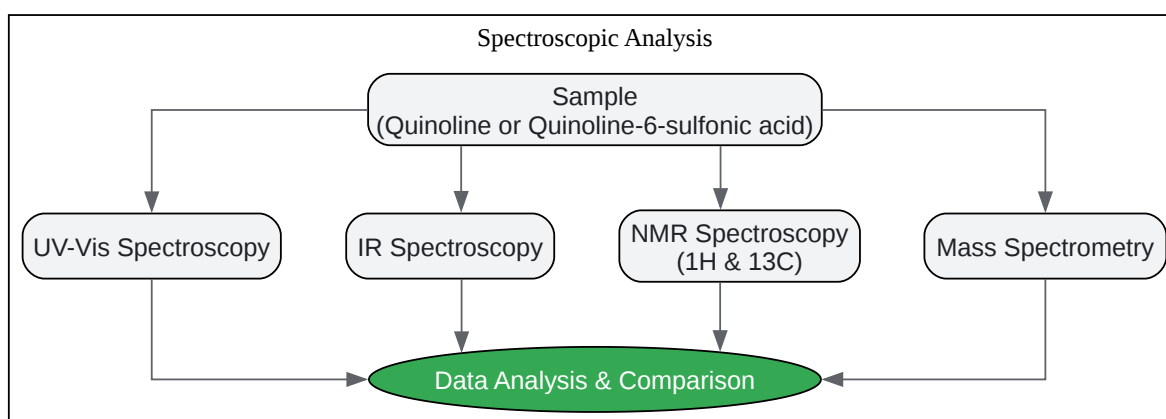 Spectroscopic Analysis
Sample
(Quinoline or Quinoline-6-sulfonic acid)
UV-Vis Spectroscopy
IR Spectroscopy
NMR Spectroscopy
(1H & 13C)
Mass Spectrometry
Data Analysis & Comparison